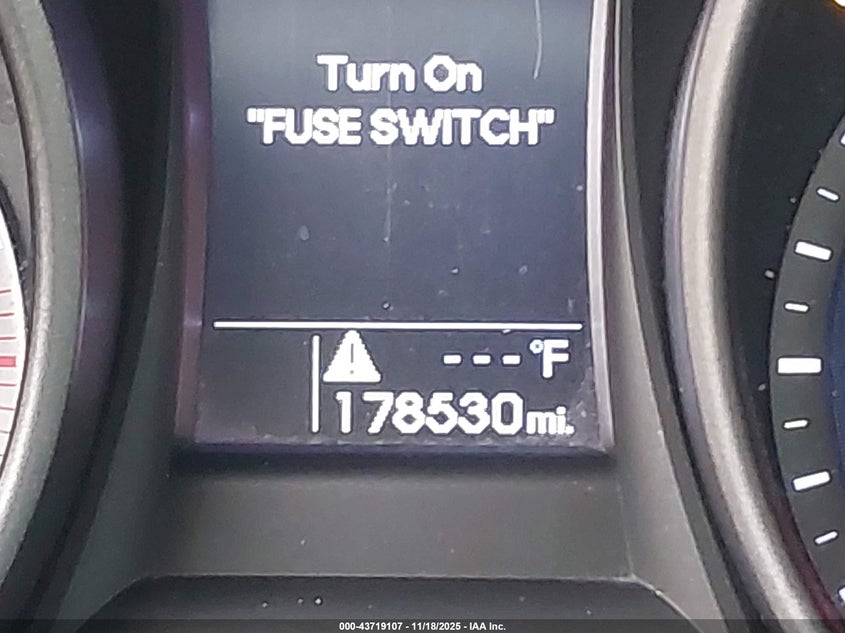 Turn On
"FUSE SWITCH"
---°F
178530mi.
000-43719107 - 11/18/2025 - IAA Inc.